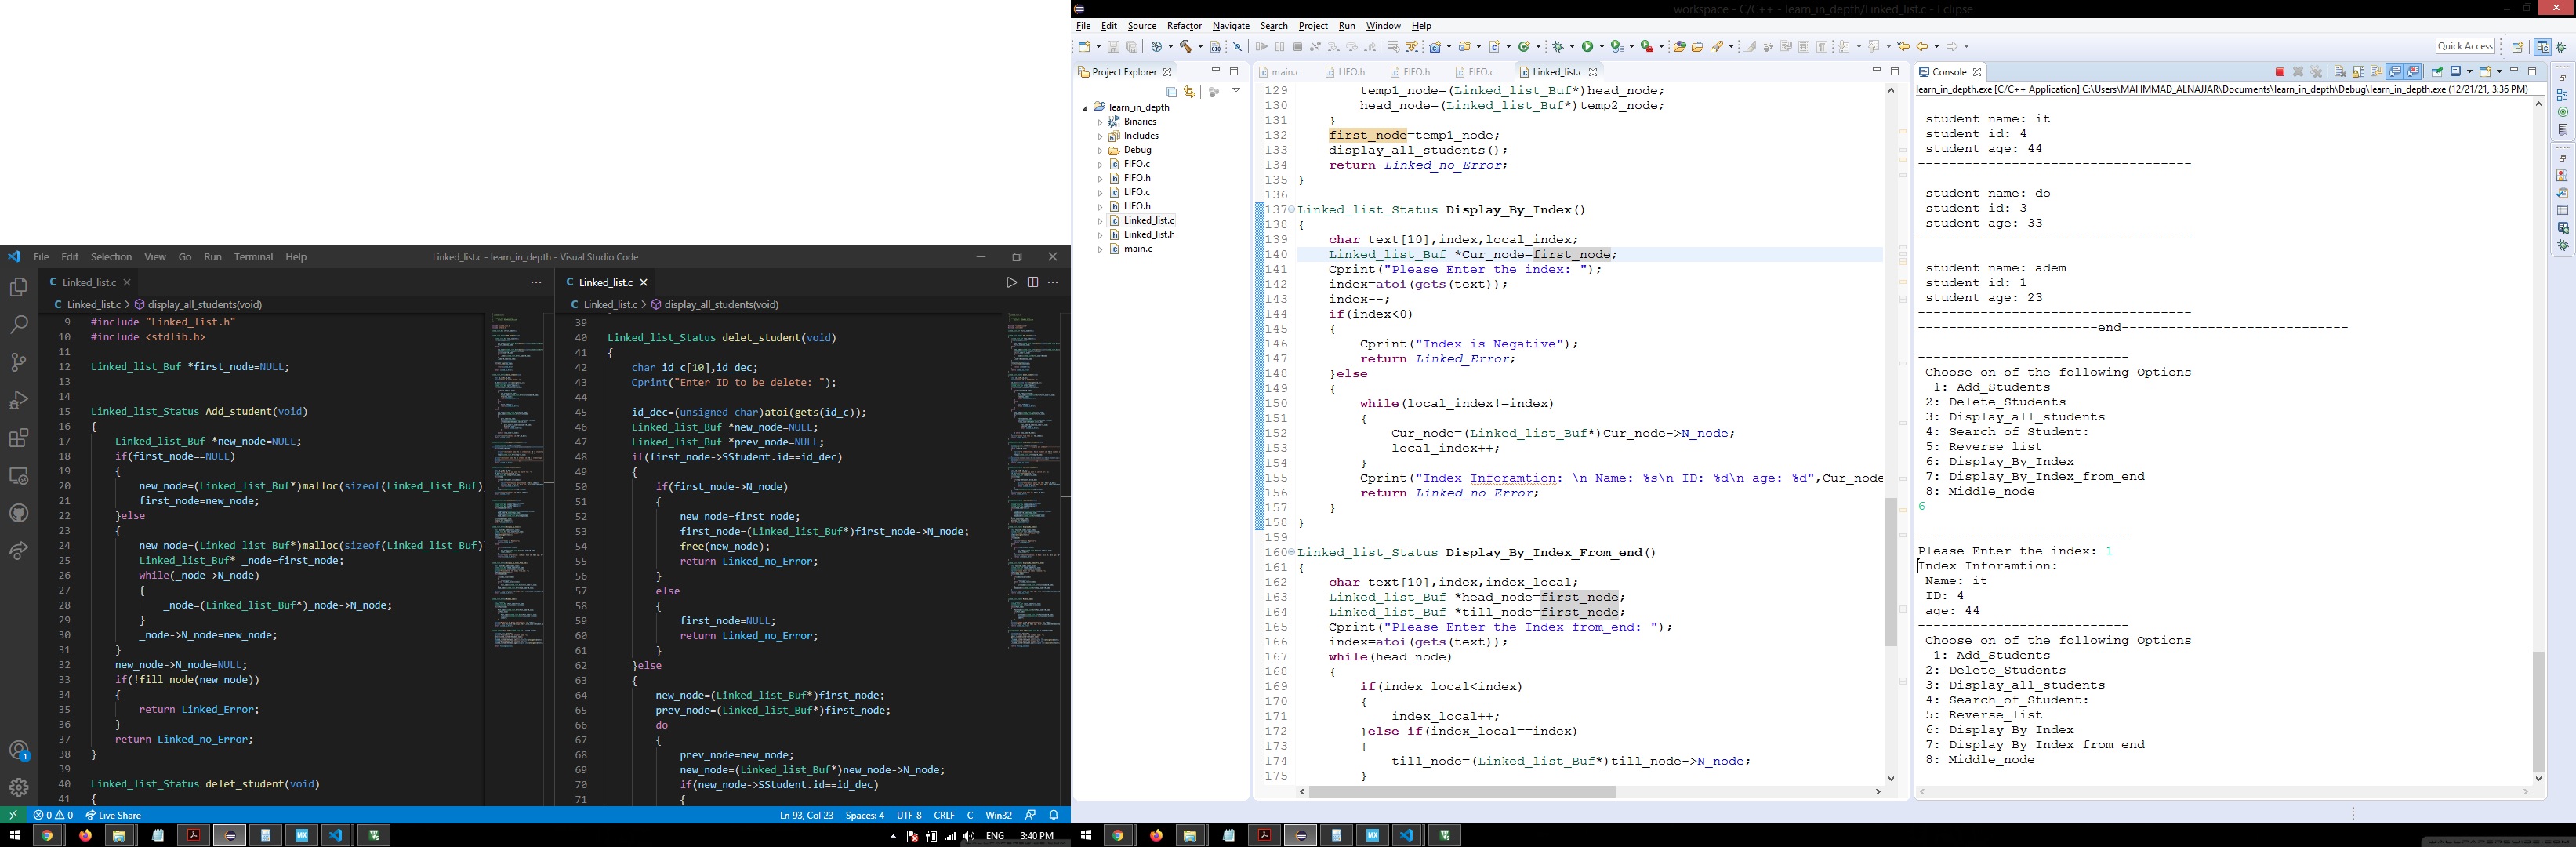 File Edit Selection View Go Run Terminal Help
Linked_list.c - learn_in_depth - Visual Studio Code
Linked_list.c
Linked_list.c > display_all_students(void)
9 #include "Linked_list.h"
10 #include <stdlib.h>
11
12 Linked_list_Buf *first_node=NULL;
13
14
15 Linked_list_Status Add_student(void)
16 {
17 Linked_list_Buf *new_node=NULL;
18 if(first_node==NULL)
19 {
20 new_node=(Linked_list_Buf*)malloc(sizeof(Linked_list_Buf)
21 first_node=new_node;
22 }else
23 {
24 new_node=(Linked_list_Buf*)malloc(sizeof(Linked_list_Buf)
25 Linked_list_Buf* _node=first_node;
26 while(_node->N_node)
27 {
28 _node=(Linked_list_Buf*)_node->N_node;
29 }
30 _node->N_node=new_node;
31 }
32 new_node->N_node=NULL;
33 if(!fill_node(new_node))
34 {
35 return Linked_Error;
36 }
37 return Linked_no_Error;
38 }
39
40 Linked_list_Status delet_student(void)
41 {
Linked_list.c
Linked_list.c > display_all_students(void)
39
40 Linked_list_Status delet_student(void)
41 {
42 char id_c[10],id_dec;
43 Cprint("Enter ID to be delete: ");
44
45 id_dec=(unsigned char)atoi(gets(id_c));
46 Linked_list_Buf *new_node=NULL;
47 Linked_list_Buf *prev_node=NULL;
48 if(first_node->SStudent.id==id_dec)
49 {
50 if(first_node->N_node)
51 {
52 new_node=first_node;
53 first_node=(Linked_list_Buf*)first_node->N_node;
54 free(new_node);
55 return Linked_no_Error;
56 }
57 else
58 {
59 first_node=NULL;
60 return Linked_no_Error;
61 }
62 }else
63 {
64 new_node=(Linked_list_Buf*)first_node;
65 prev_node=(Linked_list_Buf*)first_node;
66 do
67 {
68 prev_node=new_node;
69 new_node=(Linked_list_Buf*)new_node->N_node;
70 if(new_node->SStudent.id==id_dec)
71 {
0 0 Live Share
Ln 93, Col 23 Spaces: 4 UTF-8 CRLF C Win32
ENG 3:40 PM
workspace - C/C++ - learn_in_depth/Linked_list.c - Eclipse
File Edit Source Refactor Navigate Search Project Run Window Help
Quick Access
Project Explorer
learn_in_depth
Binaries
Includes
Debug
FIFO.c
FIFO.h
LIFO.c
LIFO.h
Linked_list.c
Linked_list.h
main.c
main.c LIFO.h FIFO.h FIFO.c Linked_list.c
129 temp1_node=(Linked_list_Buf*)head_node;
130 head_node=(Linked_list_Buf*)temp2_node;
131 }
132 first_node=temp1_node;
133 display_all_students();
134 return Linked_no_Error;
135 }
136
137 Linked_list_Status Display_By_Index()
138 {
139 char text[10],index,local_index;
140 Linked_list_Buf *Cur_node=first_node;
141 Cprint("Please Enter the index: ");
142 index=atoi(gets(text));
143 index--;
144 if(index<0)
145 {
146 Cprint("Index is Negative");
147 return Linked_Error;
148 }else
149 {
150 while(local_index!=index)
151 {
152 Cur_node=(Linked_list_Buf*)Cur_node->N_node;
153 local_index++;
154 }
155 Cprint("Index Inforamtion: \n Name: %s\n ID: %d\n age: %d",Cur_node
156 return Linked_no_Error;
157 }
158 }
159
160 Linked_list_Status Display_By_Index_From_end()
161 {
162 char text[10],index,index_local;
163 Linked_list_Buf *head_node=first_node;
164 Linked_list_Buf *till_node=first_node;
165 Cprint("Please Enter the Index from_end: ");
166 index=atoi(gets(text));
167 while(head_node)
168 {
169 if(index_local<index)
170 {
171 index_local++;
172 }else if(index_local==index)
173 {
174 till_node=(Linked_list_Buf*)till_node->N_node;
175 }
Console
learn_in_depth.exe [C/C++ Application] C:\Users\MAHMMAD_ALNAJJAR\Documents\learn_in_depth\Debug\learn_in_depth.exe (12/21/21, 3:36 PM)
student name: it
student id: 4
student age: 44
-----------------------------------
student name: do
student id: 3
student age: 33
-----------------------------------
student name: adem
student id: 1
student age: 23
-----------------------------------
-----------------------end-----------------------------
---------------------------
Choose on of the following Options
1: Add_Students
2: Delete_Students
3: Display_all_students
4: Search_of_Student:
5: Reverse_list
6: Display_By_Index
7: Display_By_Index_from_end
8: Middle_node
6
---------------------------
Please Enter the index: 1
Index Inforamtion:
Name: it
ID: 4
age: 44
---------------------------
Choose on of the following Options
1: Add_Students
2: Delete_Students
3: Display_all_students
4: Search_of_Student:
5: Reverse_list
6: Display_By_Index
7: Display_By_Index_from_end
8: Middle_node